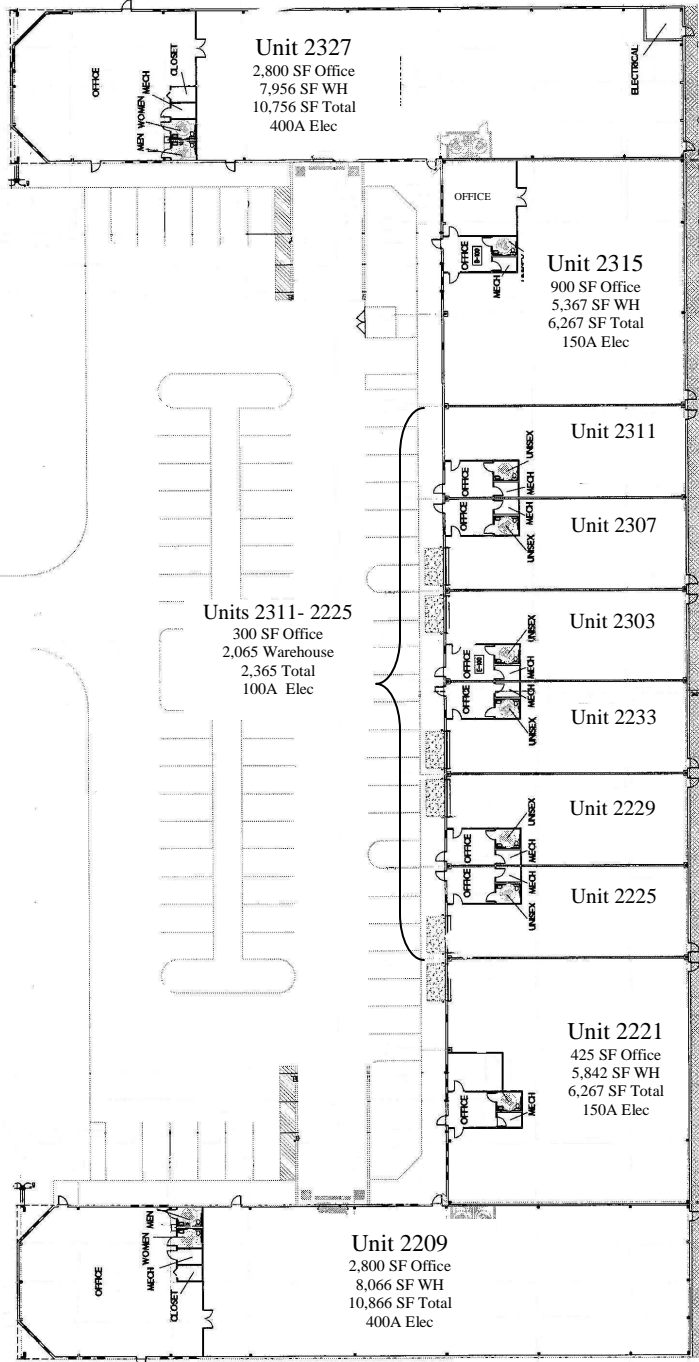 Unit 2327
2,800 SF Office
7,956 SF WH
10,756 SF Total
400A Elec
OFFICE
MEN
WOMEN
MECH
CLOSET
ELECTRICAL
OFFICE
OFFICE
MECH
Unit 2315
900 SF Office
5,367 SF WH
6,267 SF Total
150A Elec
Unit 2311
OFFICE
UNISEX
MECH
Unit 2307
OFFICE
MECH
UNISEX
Units 2311- 2225
300 SF Office
2,065 Warehouse
2,365 Total
100A Elec
Unit 2303
OFFICE
UNISEX
MECH
Unit 2233
OFFICE
MECH
UNISEX
Unit 2229
OFFICE
UNISEX
MECH
Unit 2225
OFFICE
MECH
UNISEX
Unit 2221
425 SF Office
5,842 SF WH
6,267 SF Total
150A Elec
OFFICE
MECH
Unit 2209
2,800 SF Office
8,066 SF WH
10,866 SF Total
400A Elec
OFFICE
MECH
WOMEN
MEN
CLOSET